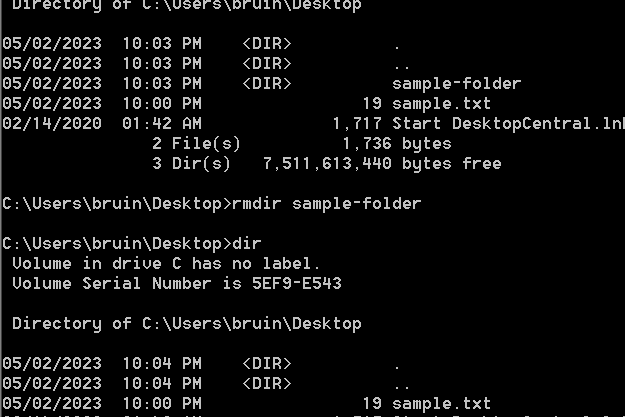 Directory of C:\Users\bruin\Desktop
05/02/2023  10:03 PM    <DIR>          .
05/02/2023  10:03 PM    <DIR>          ..
05/02/2023  10:03 PM    <DIR>          sample-folder
05/02/2023  10:00 PM                19 sample.txt
02/14/2020  01:42 AM             1,717 Start DesktopCentral.lnk
               2 File(s)          1,736 bytes
               3 Dir(s)   7,511,613,440 bytes free
C:\Users\bruin\Desktop>rmdir sample-folder
C:\Users\bruin\Desktop>dir
 Volume in drive C has no label.
 Volume Serial Number is 5EF9-E543
 Directory of C:\Users\bruin\Desktop
05/02/2023  10:04 PM    <DIR>          .
05/02/2023  10:04 PM    <DIR>          ..
05/02/2023  10:00 PM                19 sample.txt